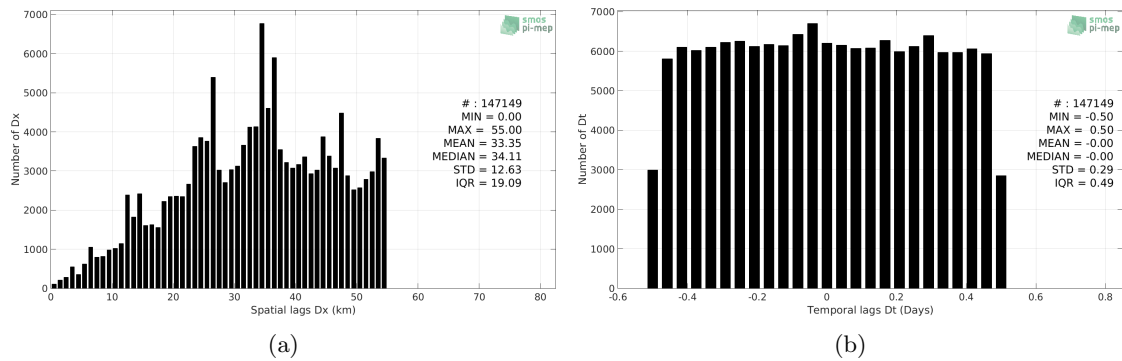 7000
6000
5000
4000
3000
2000
1000
0
Number of Dx
0 10 20 30 40 50 60 70 80
Spatial lags Dx (km)
smos
pi-mep
# : 147149
MIN = 0.00
MAX = 55.00
MEAN = 33.35
MEDIAN = 34.11
STD = 12.63
IQR = 19.09
(a)
7000
6000
5000
4000
3000
2000
1000
0
Number of Dt
-0.6 -0.4 -0.2 0 0.2 0.4 0.6 0.8
Temporal lags Dt (Days)
smos
pi-mep
# : 147149
MIN = -0.50
MAX = 0.50
MEAN = -0.00
MEDIAN = -0.00
STD = 0.29
IQR = 0.49
(b)